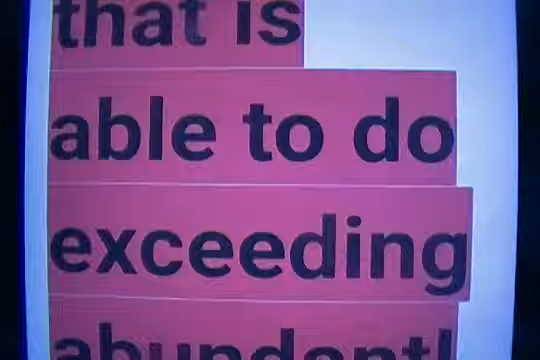 that is
able to do
exceeding